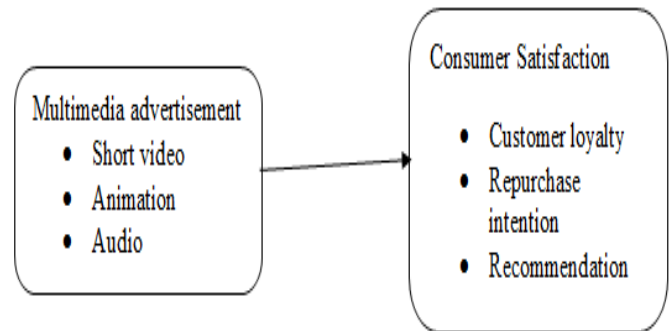 Multimedia advertisement
• Short video
• Animation
• Audio
Consumer Satisfaction
• Customer loyalty
• Repurchase
intention
• Recommendation